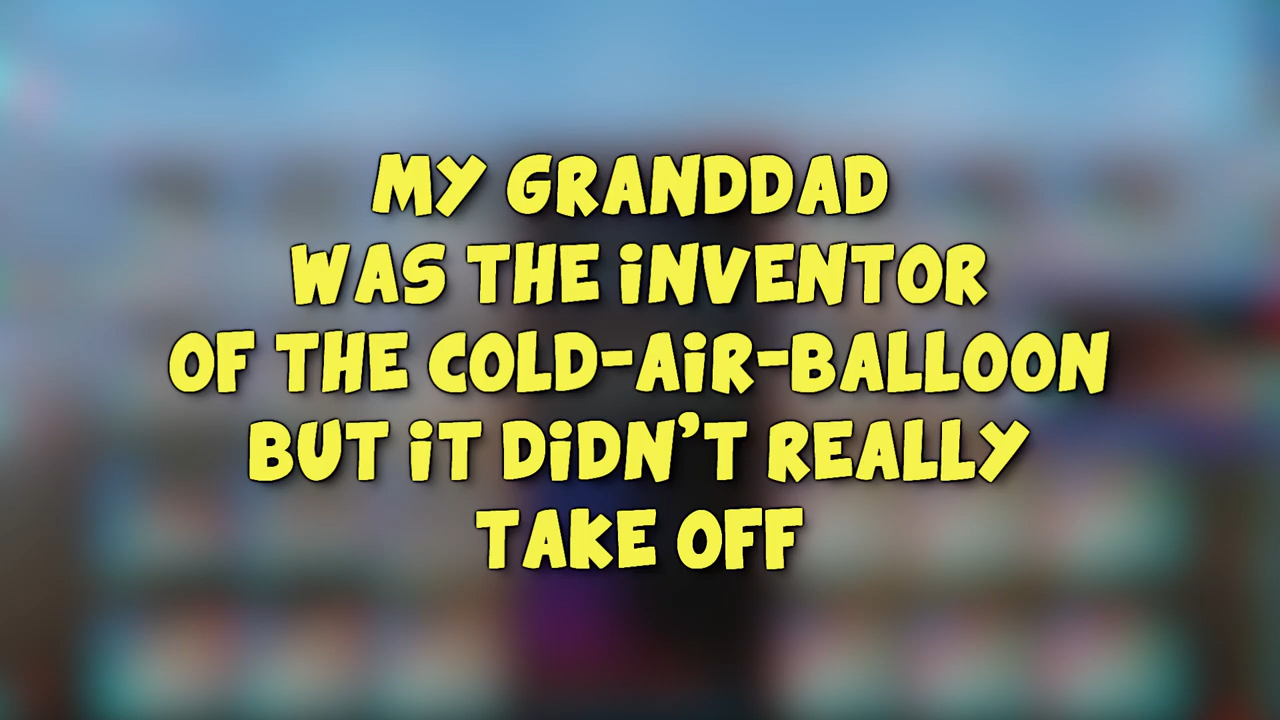 MY GRANDDAD
WAS THE iNVENTOR
OF THE COLD-AiR-BALLOON
BUT iT DiDN'T REALLY
TAKE OFF